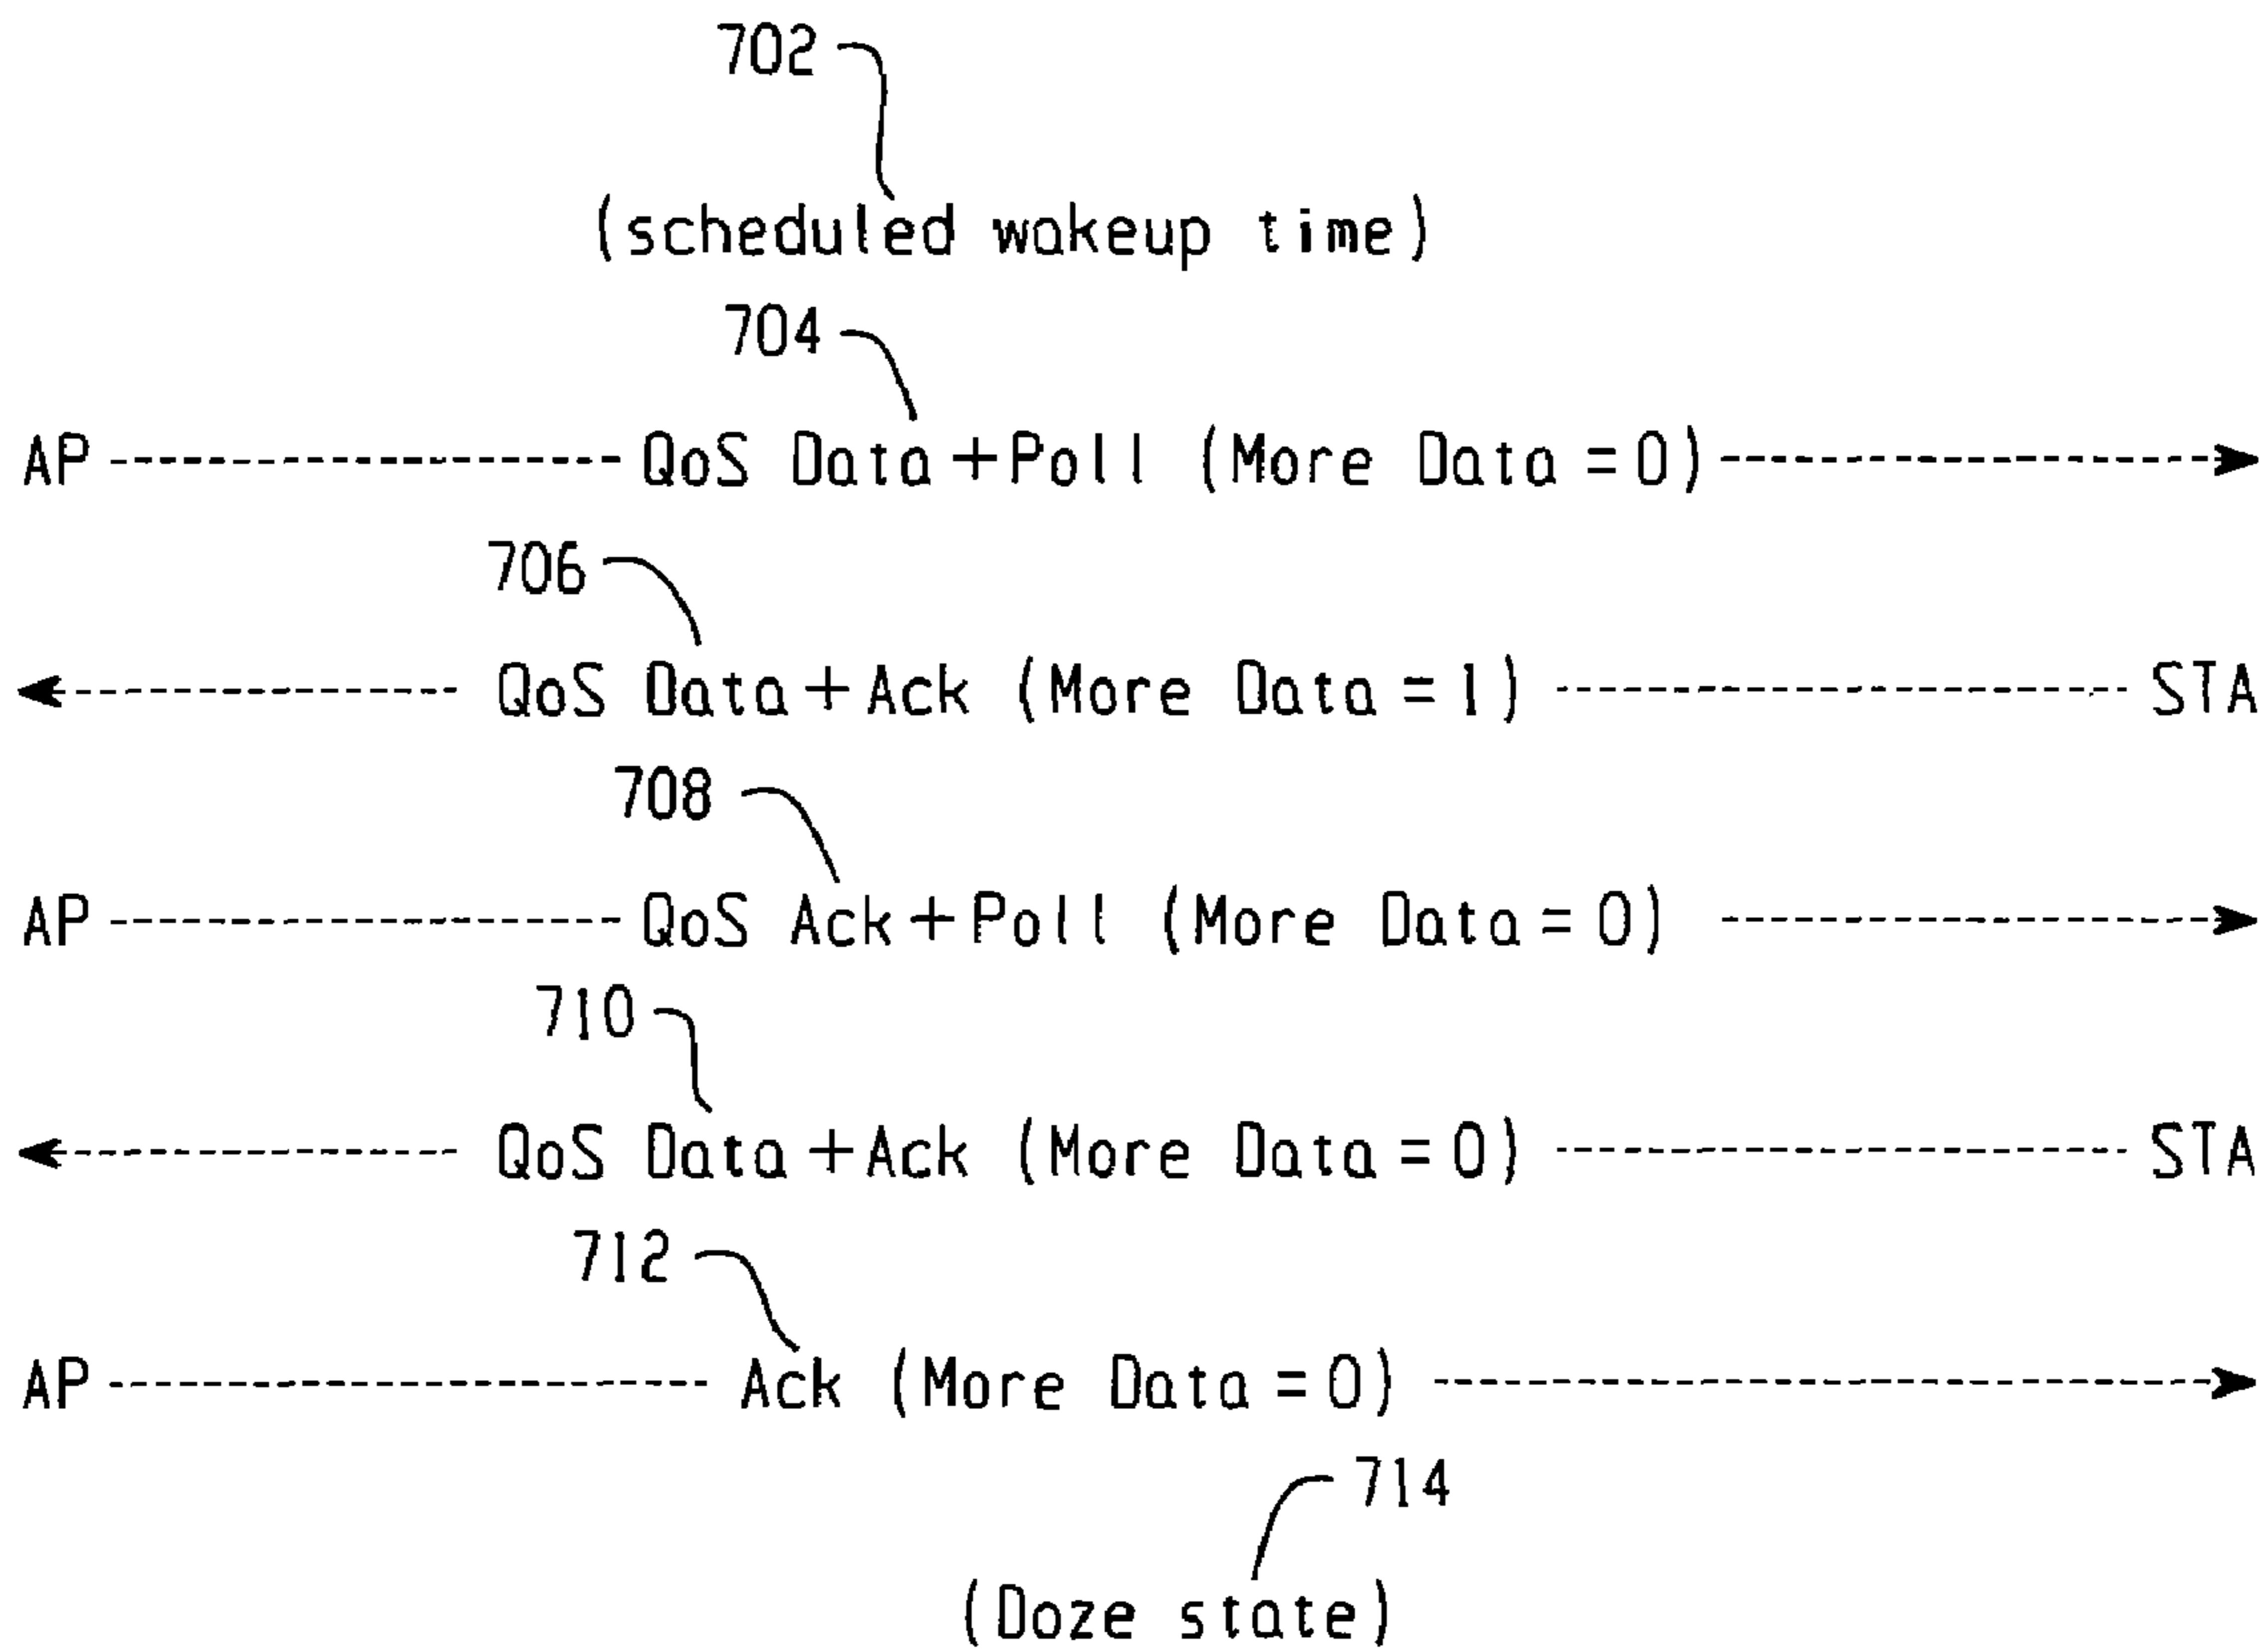 702
(scheduled wakeup time)
704
AP QoS Data+Poll (More Data=0)
706
QoS Data+Ack (More Data=1) STA
708
AP QoS Ack+Poll (More Data=0)
710
QoS Data+Ack (More Data=0) STA
712
AP Ack (More Data=0)
714
(Doze state)